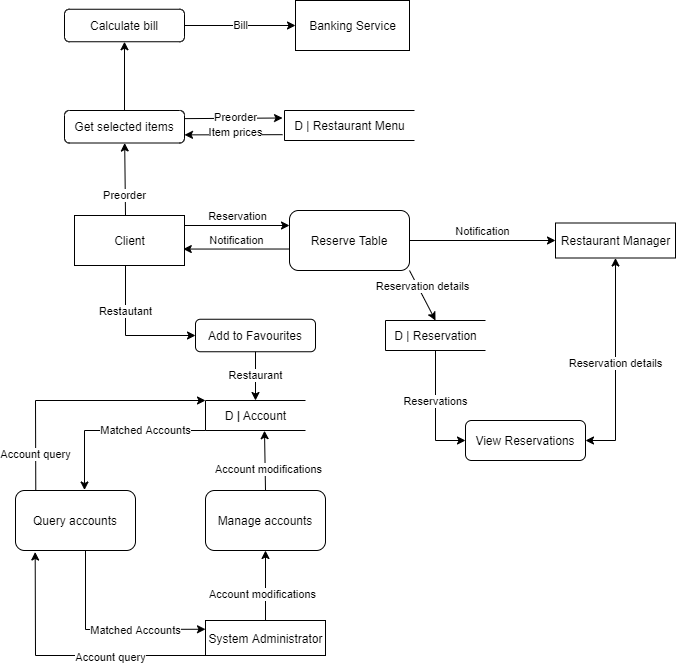 Calculate bill
Bill
Banking Service
Get selected items
Preorder
Item prices
D | Restaurant Menu
Preorder
Client
Reservation
Notification
Reserve Table
Notification
Restaurant Manager
Reservation details
Restautant
Add to Favourites
D | Reservation
Restaurant
Reservation details
Reservations
D | Account
Matched Accounts
View Reservations
Account query
Account modifications
Query accounts
Manage accounts
Account modifications
Matched Accounts
System Administrator
Account query